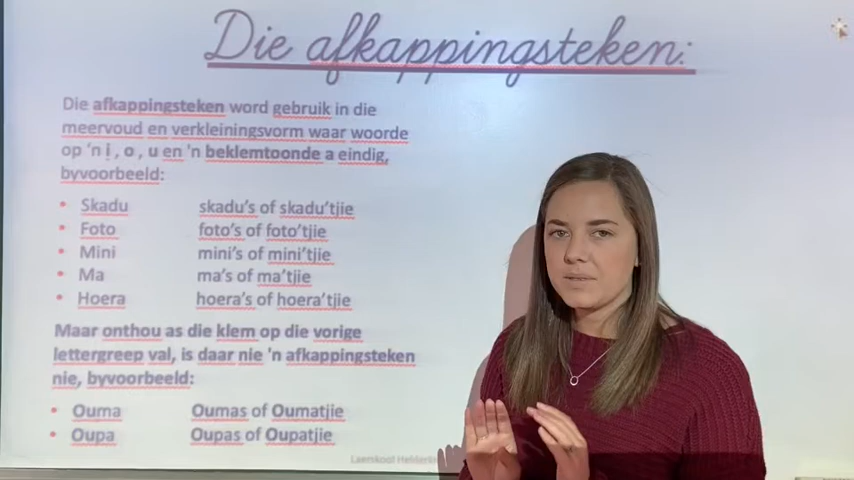 Die afkappingsteken:
Die afkappingsteken word gebruik in die
meervoud en verkleiningsvorm waar woorde
op 'n i , o , u en 'n beklemtoonde a eindig,
byvoorbeeld:
• Skadu skadu's of skadu'tjie
• Foto foto's of foto'tjie
• Mini mini's of mini'tjie
• Ma ma's of ma'tjie
• Hoera hoera's of hoera'tjie
Maar onthou as die klem op die vorige
lettergreep val, is daar nie 'n afkappingsteken
nie, byvoorbeeld:
• Ouma Oumas of Oumatjie
• Oupa Oupas of Oupatjie